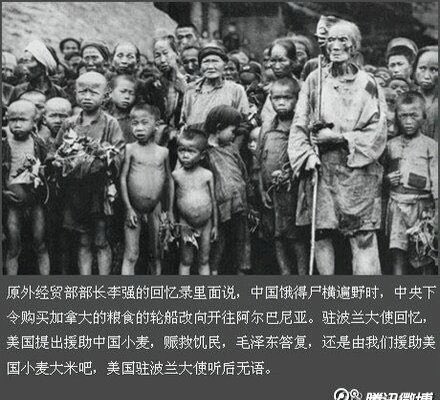 原外经贸部部长李强的回忆录里面说，中国饿得尸横遍野时，中央下
令购买加拿大的粮食的轮船改向开往阿尔巴尼亚。驻波兰大使回忆，
美国提出援助中国小麦，赈救饥民，毛泽东答复，还是由我们援助美
国小麦大米吧，美国驻波兰大使听后无语。
腾讯微博